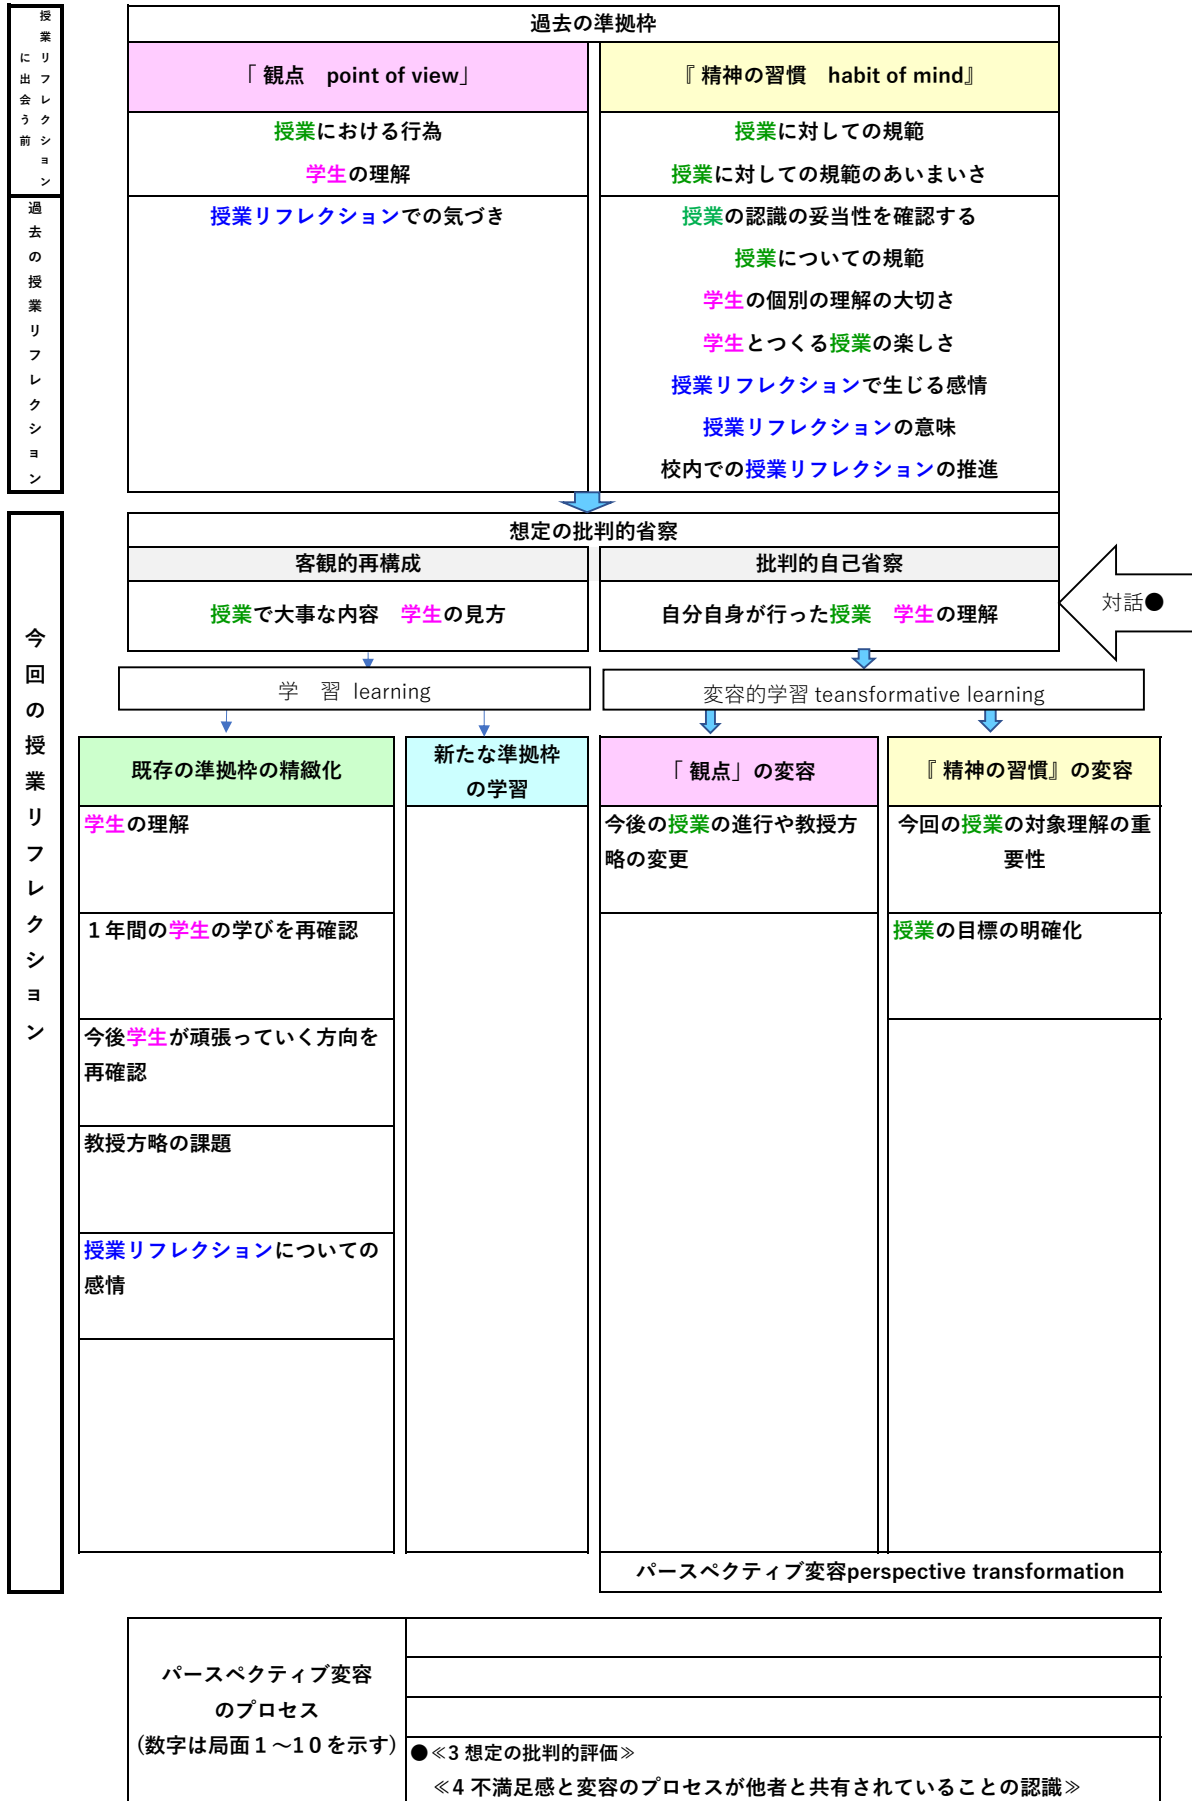 授業リフレクション
に出会う前
過去の準拠枠
「 観点　point of view」
『 精神の習慣　habit of mind』
授業における行為
学生の理解
授業に対しての規範
授業に対しての規範のあいまいさ
過去の授業リフレクション
授業リフレクションでの気づき
授業の認識の妥当性を確認する
授業についての規範
学生の個別の理解の大切さ
学生とつくる授業の楽しさ
授業リフレクションで生じる感情
授業リフレクションの意味
校内での授業リフレクションの推進
今回の授業リフレクション
想定の批判的省察
客観的再構成
批判的自己省察
授業で大事な内容　学生の見方
自分自身が行った授業　学生の理解
対話●
学　習 learning
変容的学習 teansformative learning
既存の準拠枠の精緻化
新たな準拠枠
の学習
「 観点」の変容
『 精神の習慣』の変容
学生の理解
１年間の学生の学びを再確認
今後学生が頑張っていく方向を
再確認
教授方略の課題
授業リフレクションについての
感情
今後の授業の進行や教授方
略の変更
今回の授業の対象理解の重
要性
授業の目標の明確化
パースペクティブ変容perspective transformation
パースペクティブ変容
のプロセス
(数字は局面１～１０を示す)
●≪3 想定の批判的評価≫
≪4 不満足感と変容のプロセスが他者と共有されていることの認識≫